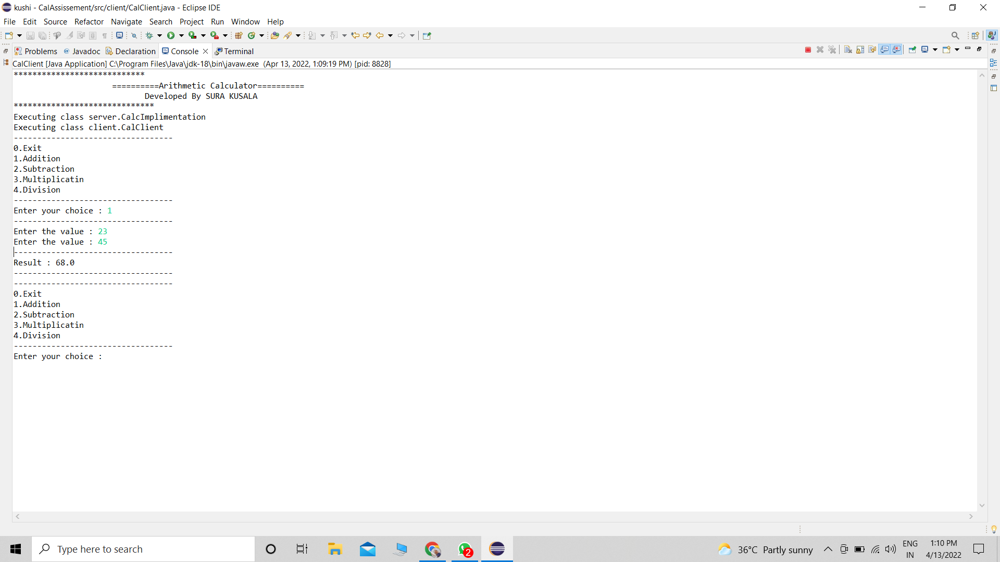 kushi - CalAssissement/src/client/CalClient.java - Eclipse IDE
File Edit Source Refactor Navigate Search Project Run Window Help
Problems @ Javadoc Declaration Console Terminal
CalClient [Java Application] C:\Program Files\Java\jdk-18\bin\javaw.exe (Apr 13, 2022, 1:09:19 PM) [pid: 8828]
****************************
==========Arithmetic Calculator==========
Developed By SURA KUSALA
******************************
Executing class server.CalcImplimentation
Executing class client.CalClient
----------------------------------
0.Exit
1.Addition
2.Subtraction
3.Multiplicatin
4.Division
----------------------------------
Enter your choice : 1
----------------------------------
Enter the value : 23
Enter the value : 45
----------------------------------
Result : 68.0
----------------------------------
----------------------------------
0.Exit
1.Addition
2.Subtraction
3.Multiplicatin
4.Division
----------------------------------
Enter your choice :
Type here to search
2
36°C Partly sunny
ENG
IN
1:10 PM
4/13/2022